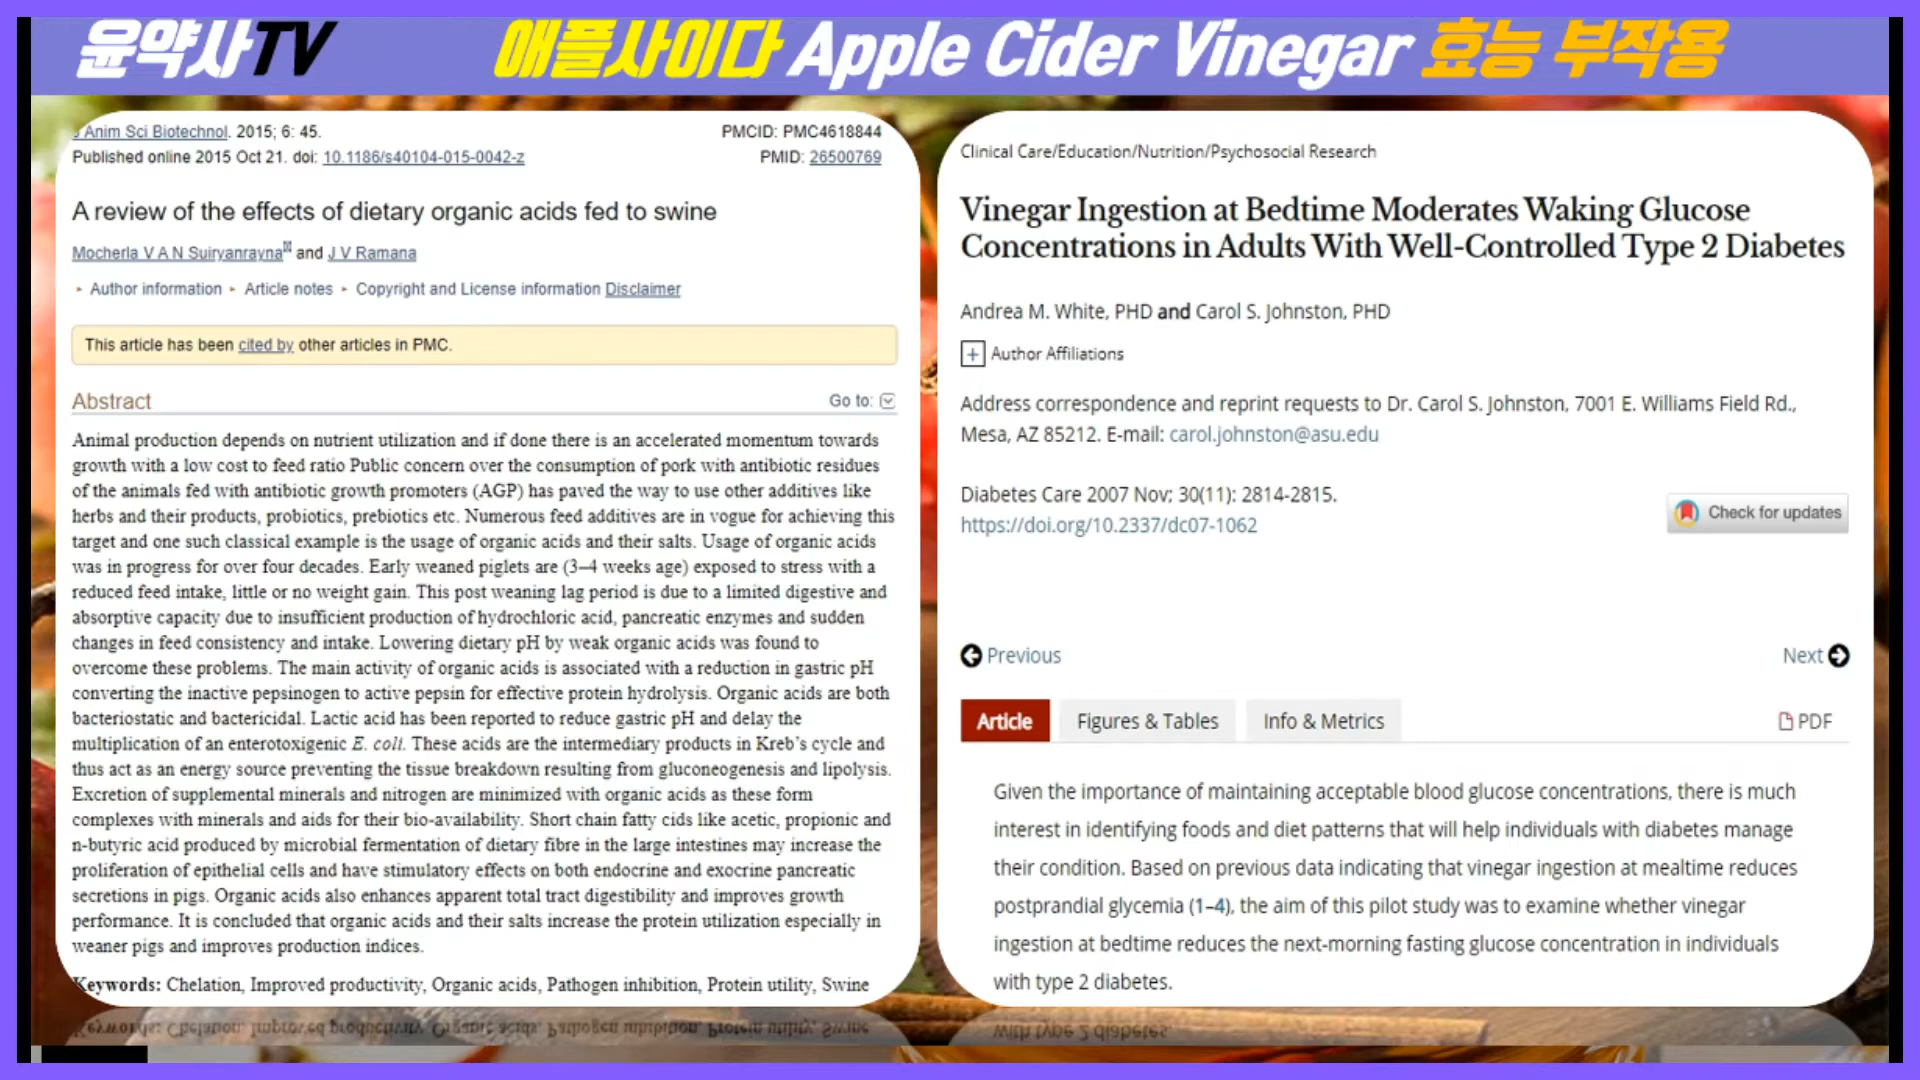 윤약사TV
애플사이다 Apple Cider Vinegar 효능 부작용
J Anim Sci Biotechnol. 2015; 6: 45.
Published online 2015 Oct 21. doi: 10.1186/s40104-015-0042-z
PMCID: PMC4618844
PMID: 26500769
A review of the effects of dietary organic acids fed to swine
Mocherla V A N Suiryanrayna and J V Ramana
Author information ▸ Article notes ▸ Copyright and License information Disclaimer
This article has been cited by other articles in PMC.
Abstract
Go to:
Animal production depends on nutrient utilization and if done there is an accelerated momentum towards
growth with a low cost to feed ratio Public concern over the consumption of pork with antibiotic residues
of the animals fed with antibiotic growth promoters (AGP) has paved the way to use other additives like
herbs and their products, probiotics, prebiotics etc. Numerous feed additives are in vogue for achieving this
target and one such classical example is the usage of organic acids and their salts. Usage of organic acids
was in progress for over four decades. Early weaned piglets are (3–4 weeks age) exposed to stress with a
reduced feed intake, little or no weight gain. This post weaning lag period is due to a limited digestive and
absorptive capacity due to insufficient production of hydrochloric acid, pancreatic enzymes and sudden
changes in feed consistency and intake. Lowering dietary pH by weak organic acids was found to
overcome these problems. The main activity of organic acids is associated with a reduction in gastric pH
converting the inactive pepsinogen to active pepsin for effective protein hydrolysis. Organic acids are both
bacteriostatic and bactericidal. Lactic acid has been reported to reduce gastric pH and delay the
multiplication of an enterotoxigenic E. coli. These acids are the intermediary products in Kreb's cycle and
thus act as an energy source preventing the tissue breakdown resulting from gluconeogenesis and lipolysis.
Excretion of supplemental minerals and nitrogen are minimized with organic acids as these form
complexes with minerals and aids for their bio-availability. Short chain fatty cids like acetic, propionic and
n-butyric acid produced by microbial fermentation of dietary fibre in the large intestines may increase the
proliferation of epithelial cells and have stimulatory effects on both endocrine and exocrine pancreatic
secretions in pigs. Organic acids also enhances apparent total tract digestibility and improves growth
performance. It is concluded that organic acids and their salts increase the protein utilization especially in
weaner pigs and improves production indices.
Keywords: Chelation, Improved productivity, Organic acids, Pathogen inhibition, Protein utility, Swine
Clinical Care/Education/Nutrition/Psychosocial Research
Vinegar Ingestion at Bedtime Moderates Waking Glucose
Concentrations in Adults With Well-Controlled Type 2 Diabetes
Andrea M. White, PHD and Carol S. Johnston, PHD
+ Author Affiliations
Address correspondence and reprint requests to Dr. Carol S. Johnston, 7001 E. Williams Field Rd.,
Mesa, AZ 85212. E-mail: carol.johnston@asu.edu
Diabetes Care 2007 Nov; 30(11): 2814-2815.
https://doi.org/10.2337/dc07-1062
Check for updates
Previous
Next
Article
Figures & Tables
Info & Metrics
PDF
Given the importance of maintaining acceptable blood glucose concentrations, there is much
interest in identifying foods and diet patterns that will help individuals with diabetes manage
their condition. Based on previous data indicating that vinegar ingestion at mealtime reduces
postprandial glycemia (1–4), the aim of this pilot study was to examine whether vinegar
ingestion at bedtime reduces the next-morning fasting glucose concentration in individuals
with type 2 diabetes.